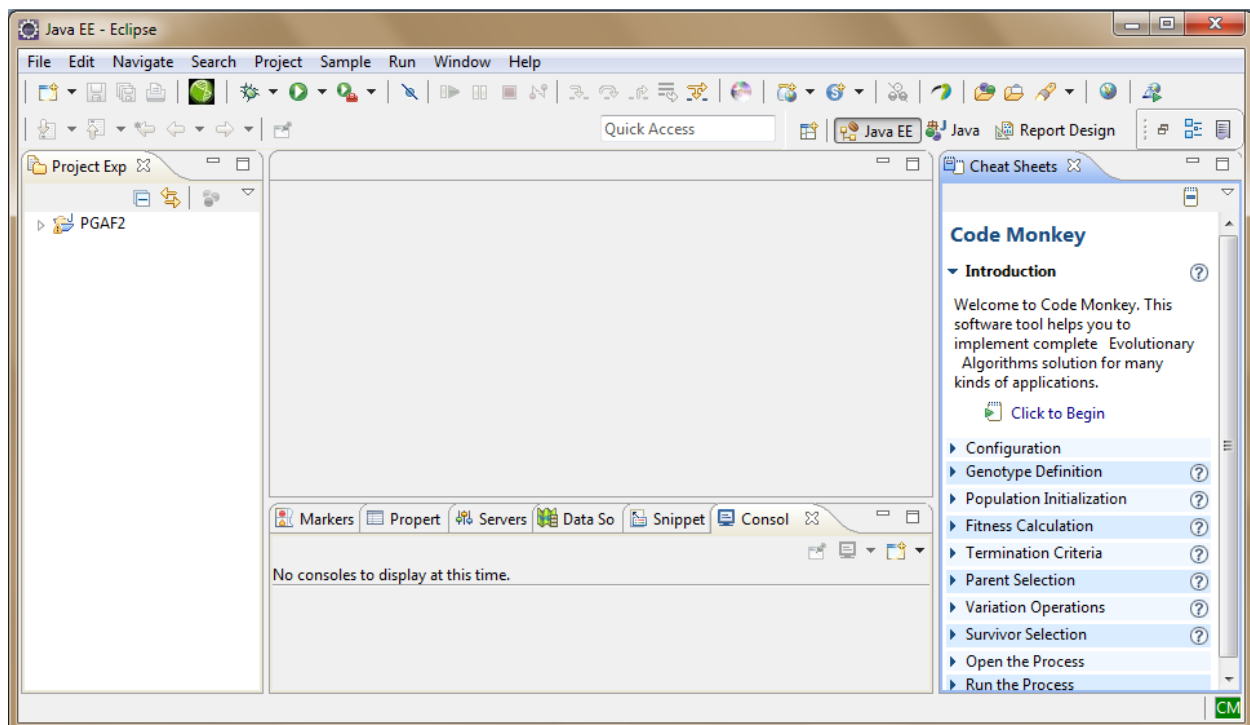 Java EE - Eclipse
File Edit Navigate Search Project Sample Run Window Help
Quick Access
Java EE
Java
Report Design
Project Exp
PGAF2
Cheat Sheets
Code Monkey
Introduction
Welcome to Code Monkey. This
software tool helps you to
implement complete Evolutionary
Algorithms solution for many
kinds of applications.
Click to Begin
Configuration
Genotype Definition
Population Initialization
Fitness Calculation
Termination Criteria
Parent Selection
Variation Operations
Survivor Selection
Open the Process
Run the Process
Markers Propert Servers Data So Snippet Consol
No consoles to display at this time.
CM